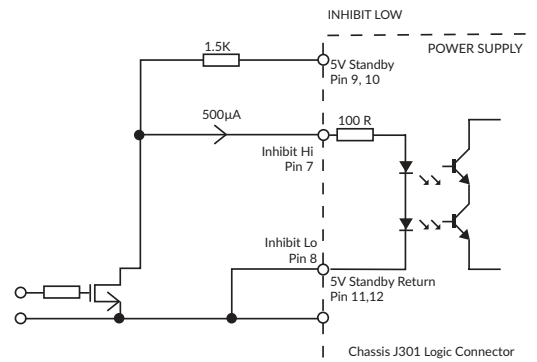 INHIBIT LOW
POWER SUPPLY
1.5K
5V Standby
Pin 9, 10
500µA
100 R
Inhibit Hi
Pin 7
Inhibit Lo
Pin 8
5V Standby Return
Pin 11,12
Chassis J301 Logic Connector